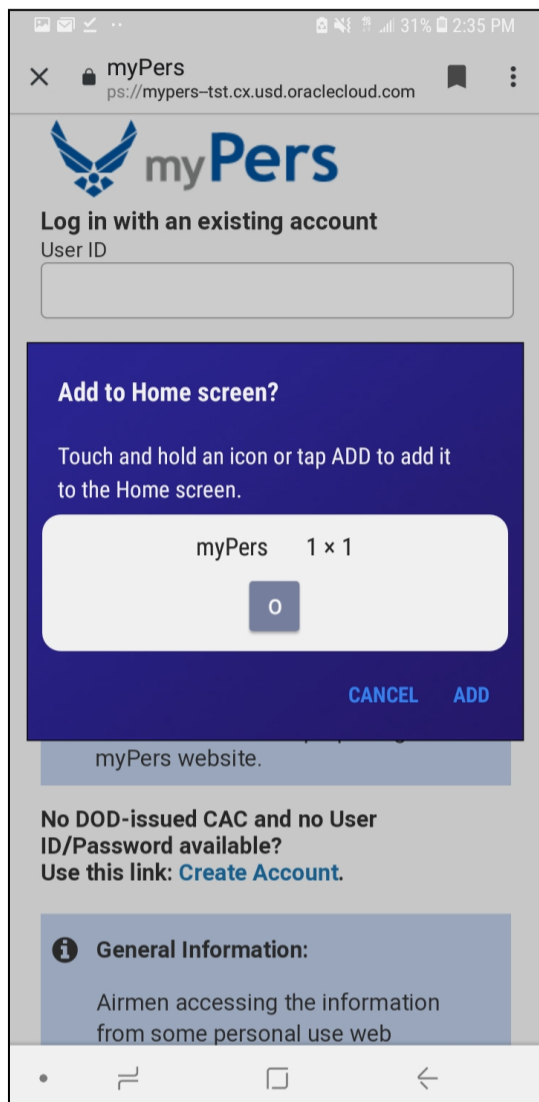 31% 2:35 PM
myPers
ps://mypers–tst.cx.usd.oraclecloud.com
myPers
Log in with an existing account
User ID
Add to Home screen?
Touch and hold an icon or tap ADD to add it
to the Home screen.
myPers 1 × 1
O
CANCEL ADD
myPers website.
No DOD-issued CAC and no User
ID/Password available?
Use this link: Create Account.
General Information:
Airmen accessing the information
from some personal use web